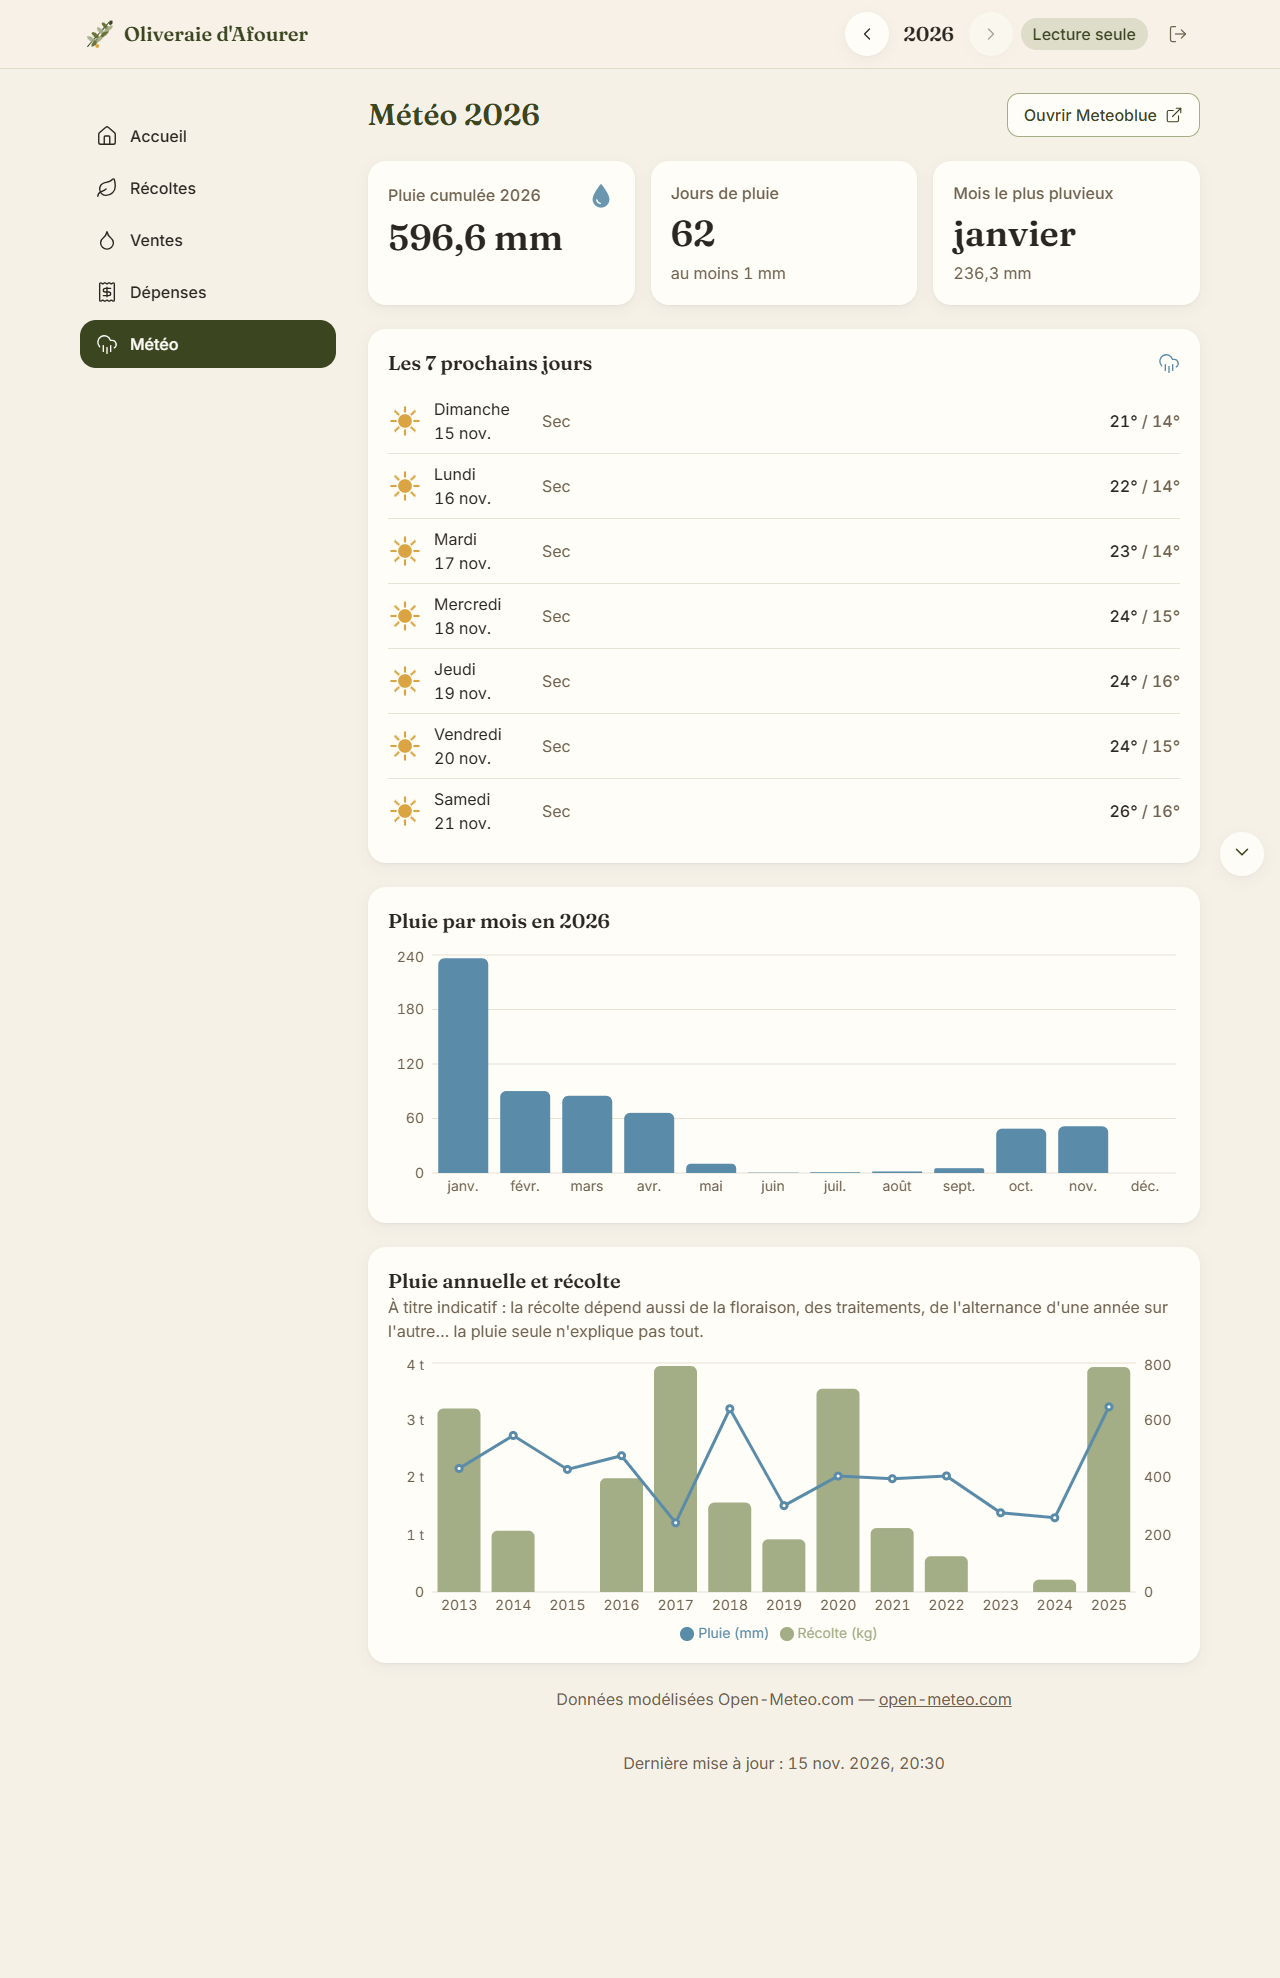 Oliveraie d'Afourer
2026
Lecture seule
Accueil
Récoltes
Ventes
Dépenses
Météo
Météo 2026
Ouvrir Meteoblue
Pluie cumulée 2026
596,6 mm
Jours de pluie
62
au moins 1 mm
Mois le plus pluvieux
janvier
236,3 mm
Les 7 prochains jours
Dimanche
15 nov.
Sec
21° / 14°
Lundi
16 nov.
Sec
22° / 14°
Mardi
17 nov.
Sec
23° / 14°
Mercredi
18 nov.
Sec
24° / 15°
Jeudi
19 nov.
Sec
24° / 16°
Vendredi
20 nov.
Sec
24° / 15°
Samedi
21 nov.
Sec
26° / 16°
Pluie par mois en 2026
240
180
120
60
0
janv. févr. mars avr. mai juin juil. août sept. oct. nov. déc.
Pluie annuelle et récolte
À titre indicatif : la récolte dépend aussi de la floraison, des traitements, de l'alternance d'une année sur
l'autre… la pluie seule n'explique pas tout.
4 t 800
3 t 600
2 t 400
1 t 200
0 0
2013 2014 2015 2016 2017 2018 2019 2020 2021 2022 2023 2024 2025
Pluie (mm) Récolte (kg)
Données modélisées Open-Meteo.com — open-meteo.com
Dernière mise à jour : 15 nov. 2026, 20:30